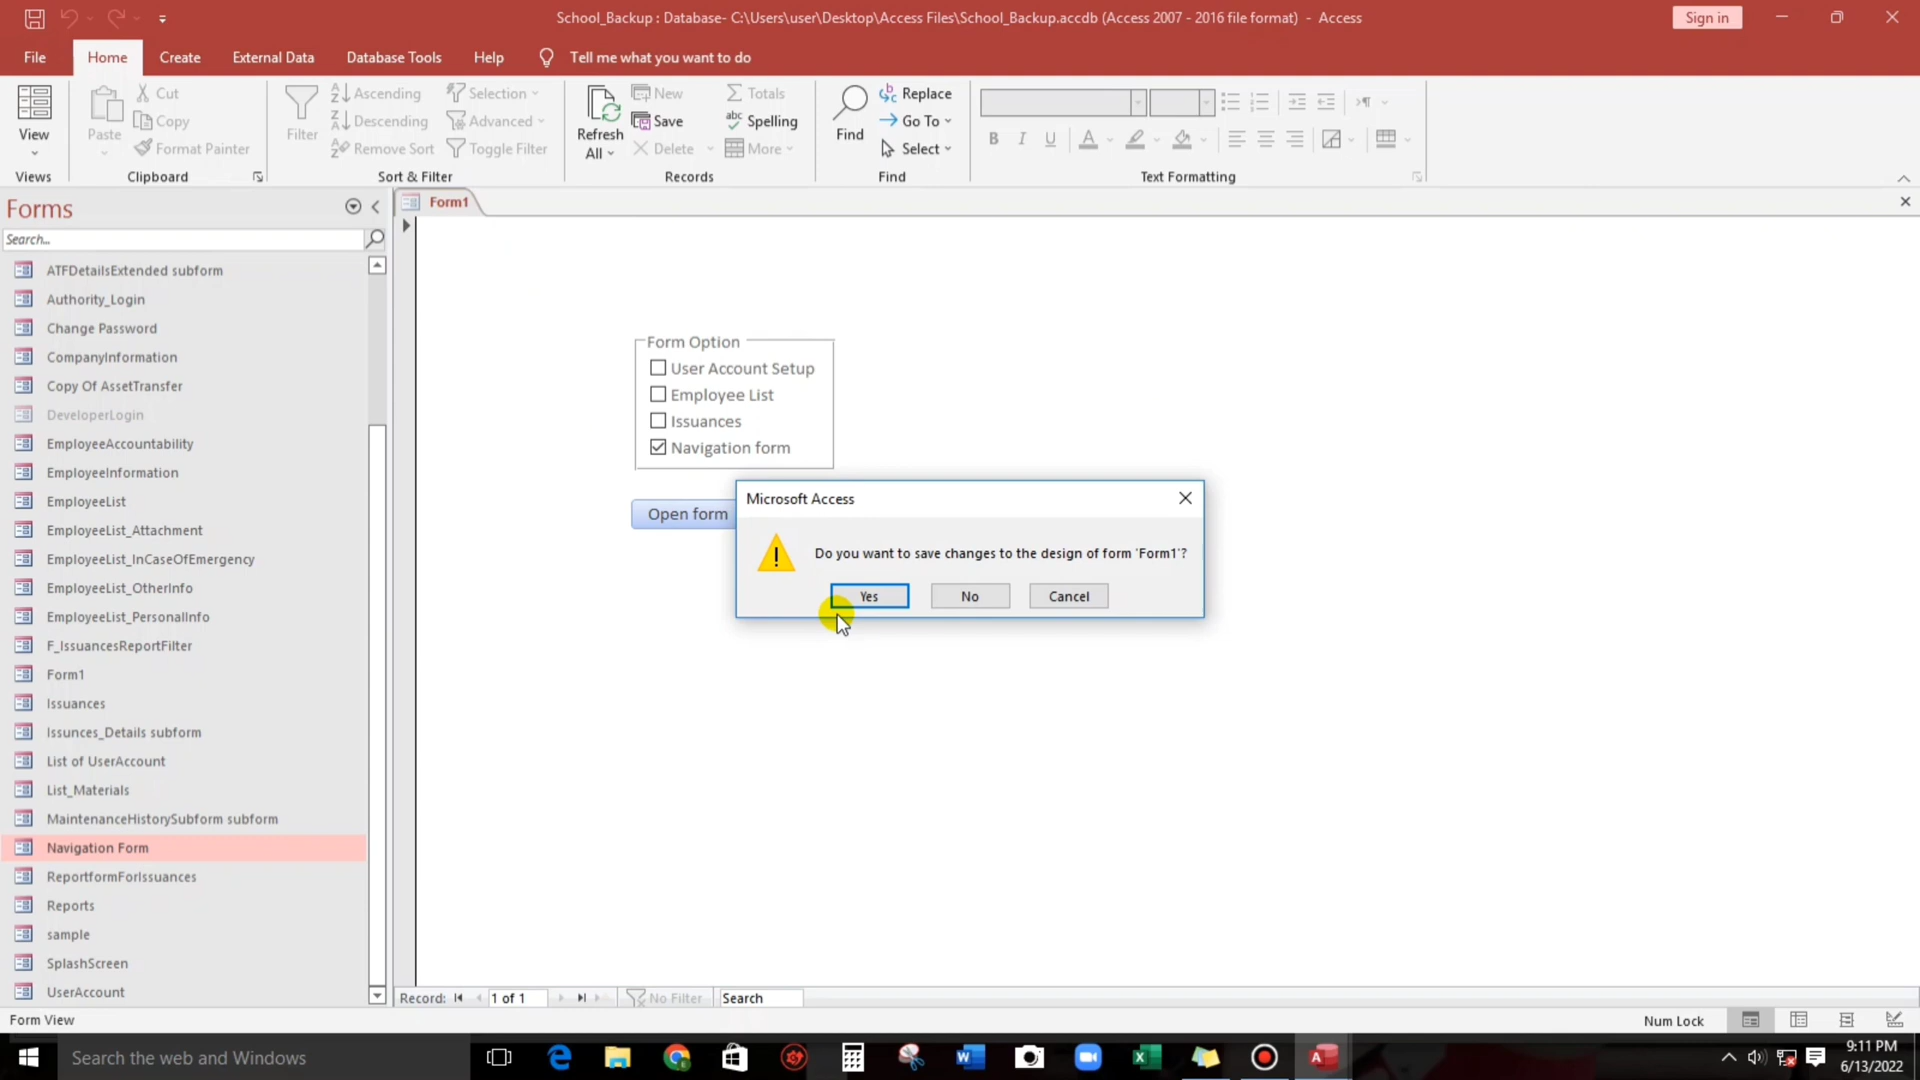 School_Backup : Database- C:\Users\user\Desktop\Access Files\School_Backup.accdb (Access 2007 - 2016 file format) - Access
Sign in
File
Home
Create
External Data
Database Tools
Help
Tell me what you want to do
View
Views
Paste
Cut
Copy
Format Painter
Clipboard
Filter
Ascending
Descending
Remove Sort
Selection
Advanced
Toggle Filter
Sort & Filter
Refresh
All
New
Save
Delete
Totals
Spelling
More
Records
Find
Replace
Go To
Select
Find
B I U
Text Formatting
Forms
Search...
ATFDetailsExtended subform
Authority_Login
Change Password
CompanyInformation
Copy Of AssetTransfer
DeveloperLogin
EmployeeAccountability
EmployeeInformation
EmployeeList
EmployeeList_Attachment
EmployeeList_InCaseOfEmergency
EmployeeList_OtherInfo
EmployeeList_PersonalInfo
F_IssuancesReportFilter
Form1
Issuances
Issunces_Details subform
List of UserAccount
List_Materials
MaintenanceHistorySubform subform
Navigation Form
ReportformForIssuances
Reports
sample
SplashScreen
UserAccount
Form1
Form Option
User Account Setup
Employee List
Issuances
Navigation form
Open form
Microsoft Access
Do you want to save changes to the design of form 'Form1'?
Yes
No
Cancel
Record:
1 of 1
No Filter
Search
Form View
Num Lock
Search the web and Windows
9:11 PM
6/13/2022